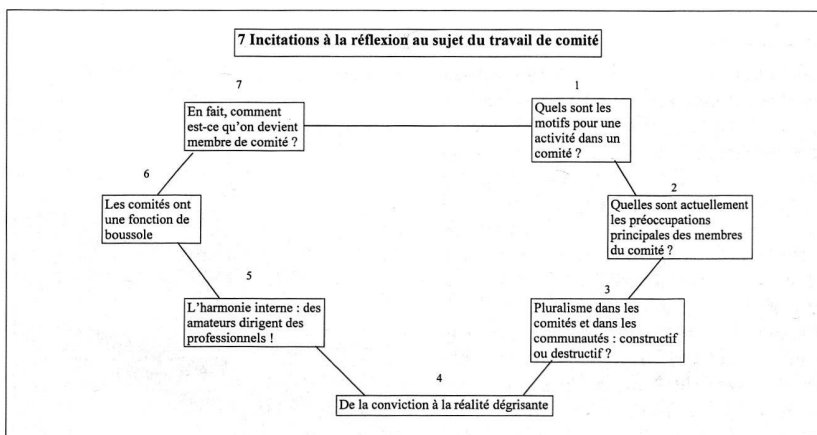 7 Incitations à la réflexion au sujet du travail de comité
1
Quels sont les
motifs pour une
activité dans un
comité ?
2
Quelles sont actuellement
les préoccupations
principales des membres
du comité ?
3
Pluralisme dans les
comités et dans les
communautés : constructif
ou destructif ?
4
De la conviction à la réalité dégrisante
5
L'harmonie interne : des
amateurs dirigent des
professionnels !
6
Les comités ont
une fonction de
boussole
7
En fait, comment
est-ce qu'on devient
membre de comité ?